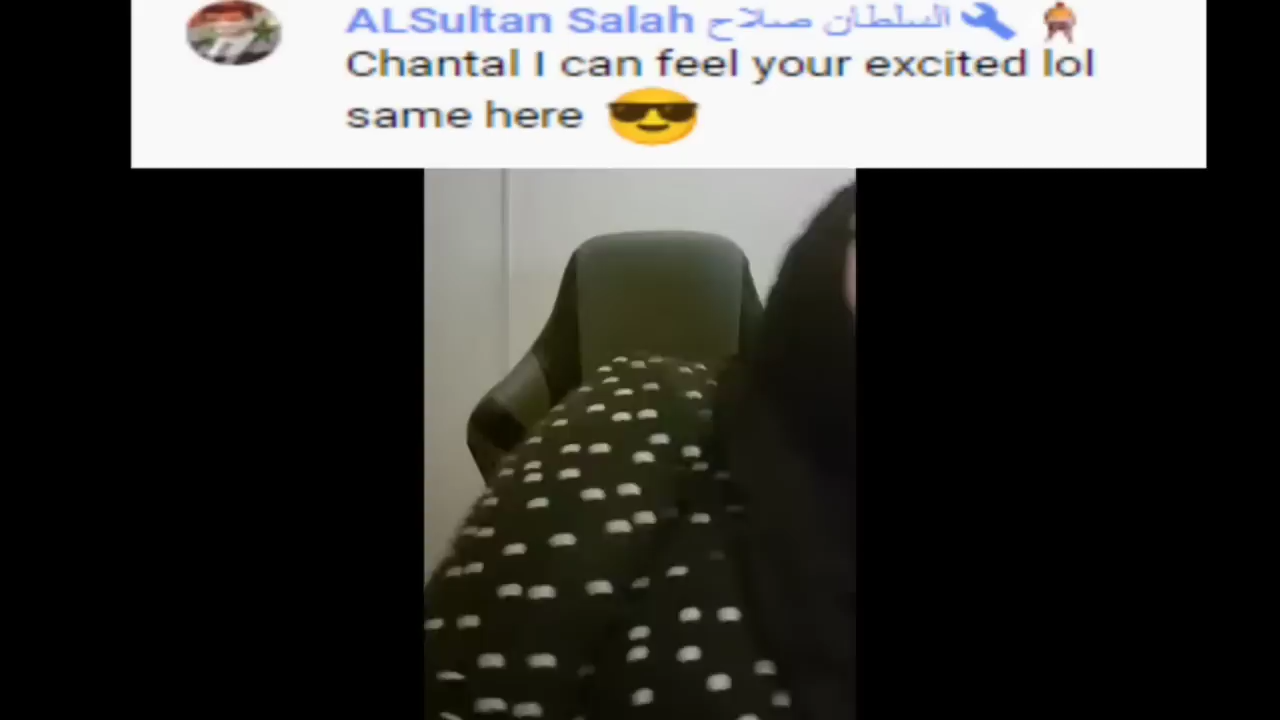 ALSultan Salah السلطان صلاح
Chantal I can feel your excited lol
same here 😎